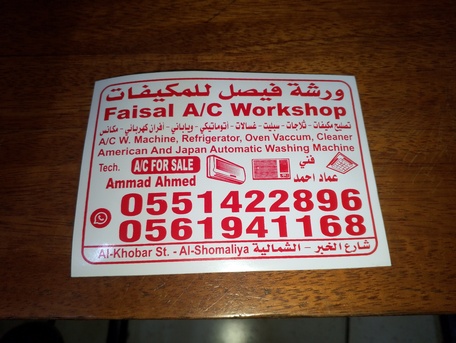 ورشة فيصل للمكيفات
Faisal A/C Workshop
تصليح مكيفات - ثلاجات - سبليت - غسالات - أتوماتيكي - وياباني - افران كهربائي - مكانس
A/C W. Machine, Refrigerator, Oven Vaccum, Cleaner
American And Japan Automatic Washing Machine
Tech. A/C FOR SALE فني
Ammad Ahmed عماد احمد
0551422896
0561941168
Al-Khobar St. - Al-Shomaliya شارع الخبر - الشمالية